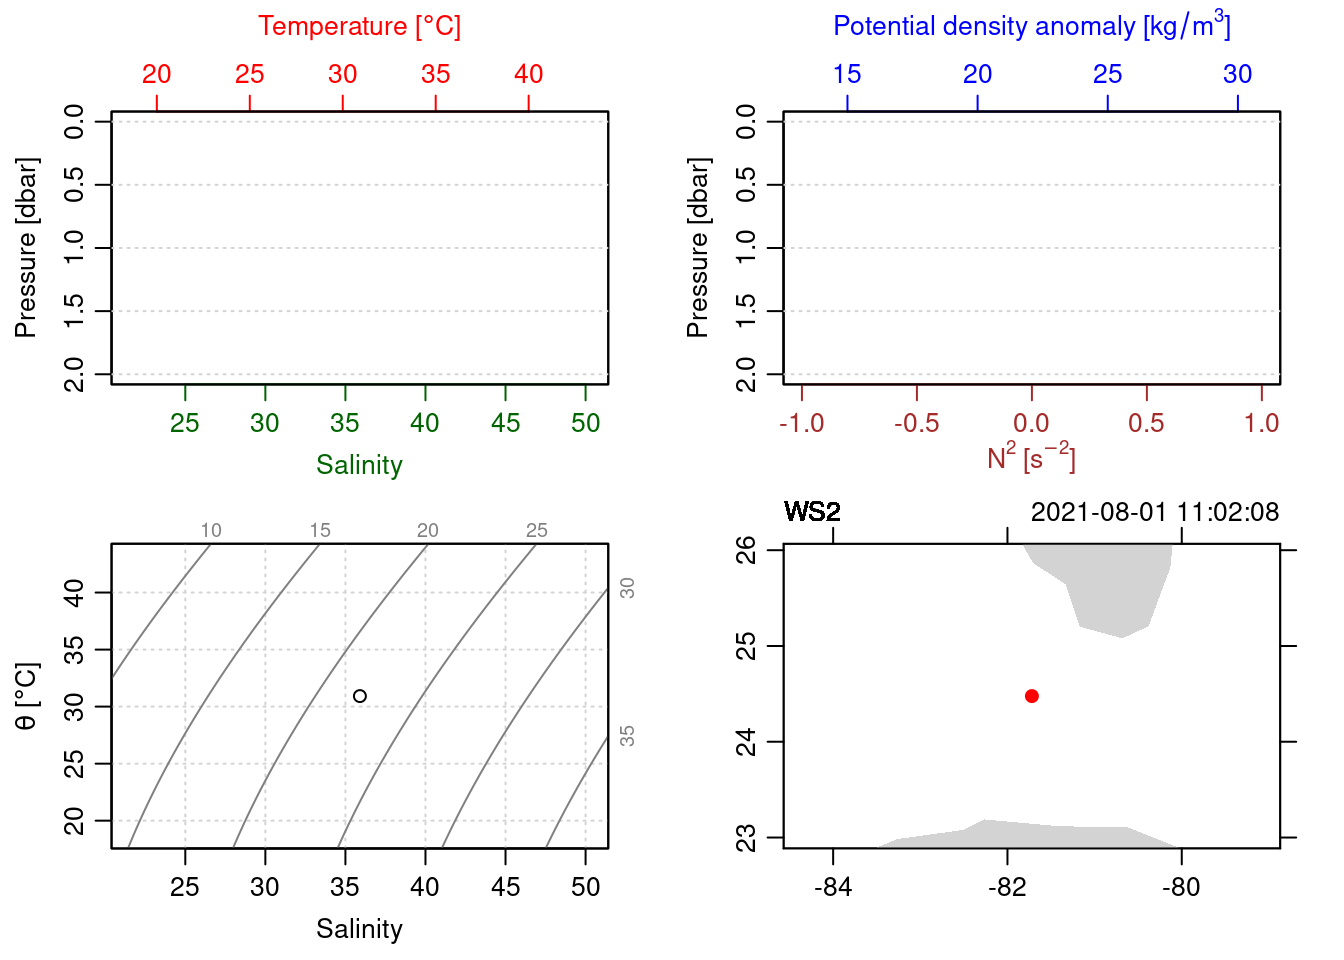 Temperature [°C]
20 25 30 35 40
Pressure [dbar]
0.0 0.5 1.0 1.5 2.0
25 30 35 40 45 50
Salinity
Potential density anomaly [kg/m³]
15 20 25 30
Pressure [dbar]
0.0 0.5 1.0 1.5 2.0
-1.0 -0.5 0.0 0.5 1.0
N² [s⁻²]
10 15 20 25
30
35
θ [°C]
40 35 30 25 20
25 30 35 40 45 50
Salinity
WS2 2021-08-01 11:02:08
26 25 24 23
-84 -82 -80